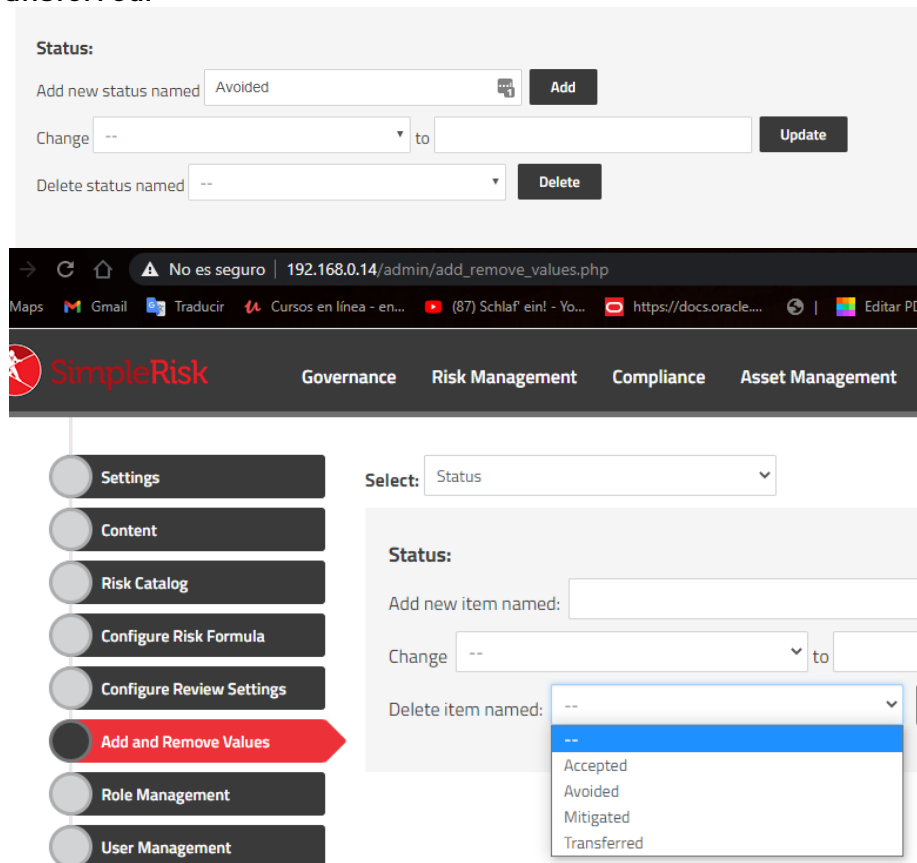 Status:
Add new status named Avoided Add
Change -- to Update
Delete status named -- Delete
No es seguro | 192.168.0.14/admin/add_remove_values.php
Maps Gmail Traducir Cursos en línea - en... (87) Schlaf' ein! - Yo... https://docs.oracle.... | Editar PD
SimpleRisk Governance Risk Management Compliance Asset Management
Settings
Select: Status
Content
Status:
Risk Catalog
Add new item named:
Configure Risk Formula
Change -- to
Configure Review Settings
Delete item named: --
Add and Remove Values
--
Accepted
Avoided
Role Management
Mitigated
Transferred
User Management